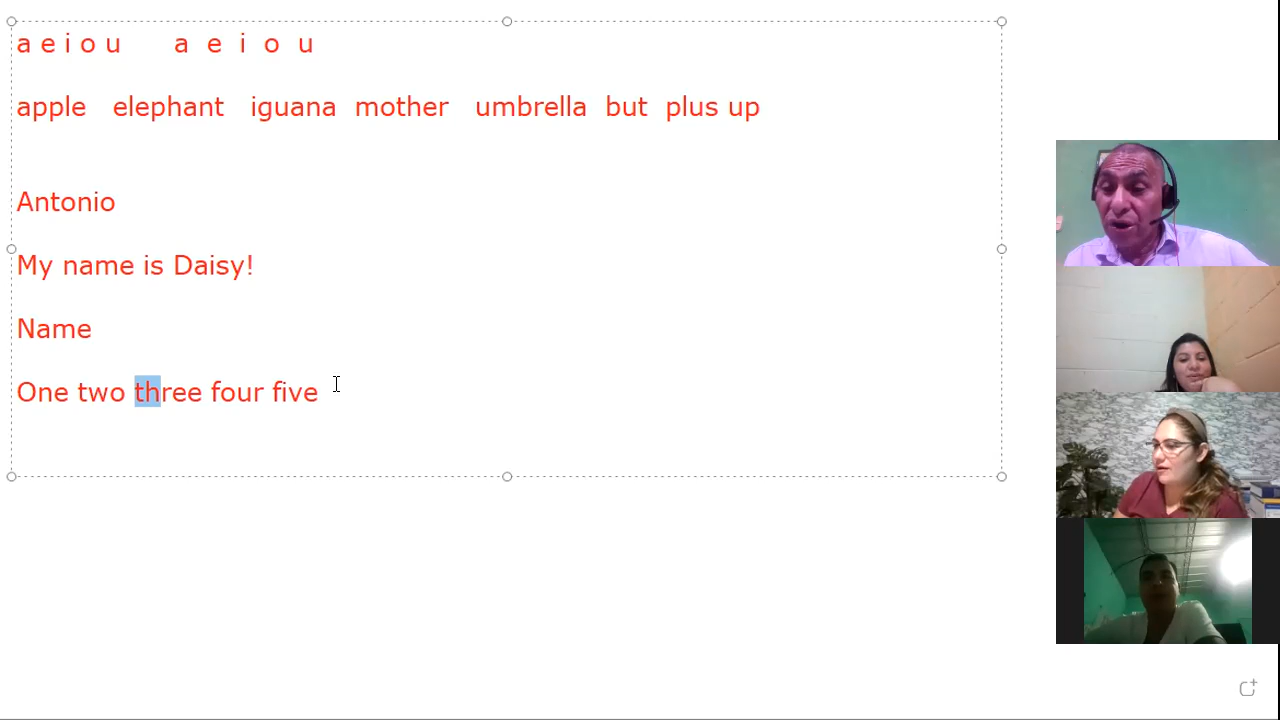 a e i o u a e i o u
apple elephant iguana mother umbrella but plus up
Antonio
My name is Daisy!
Name
One two three four five